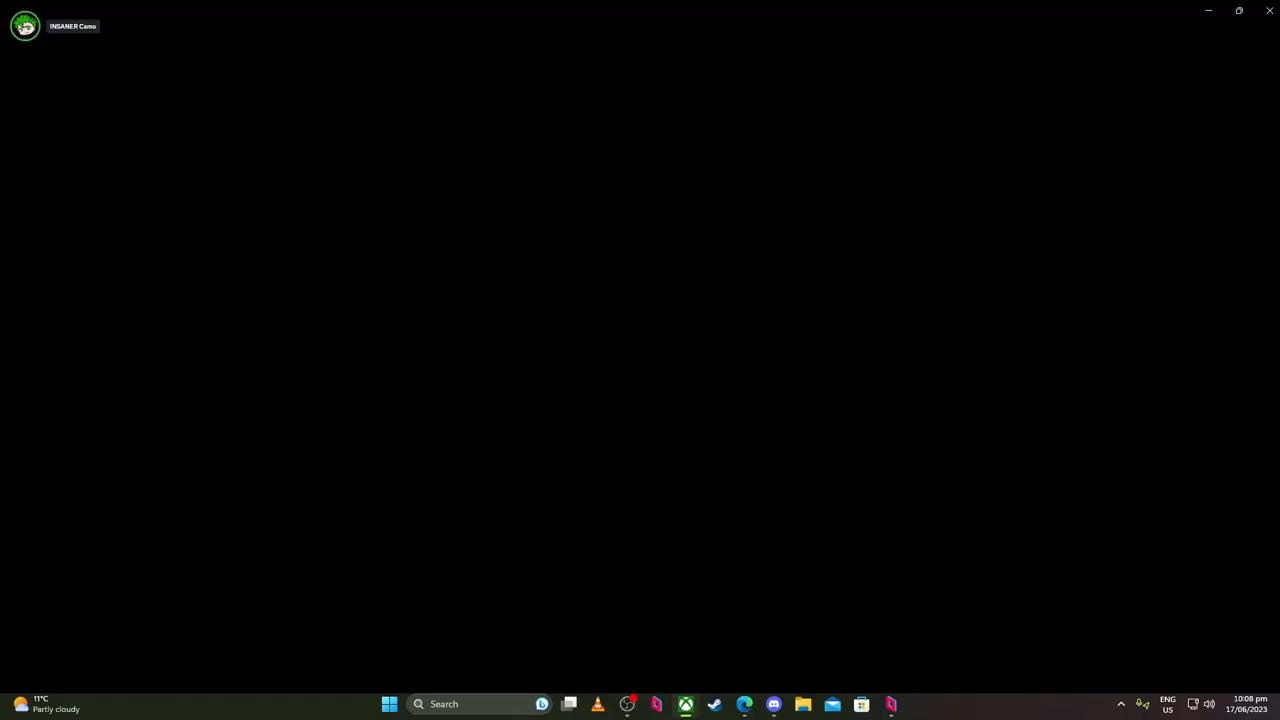 INSANER Camo
11°C
Partly cloudy
Search
ENG
US
10:08 pm
17/06/2023